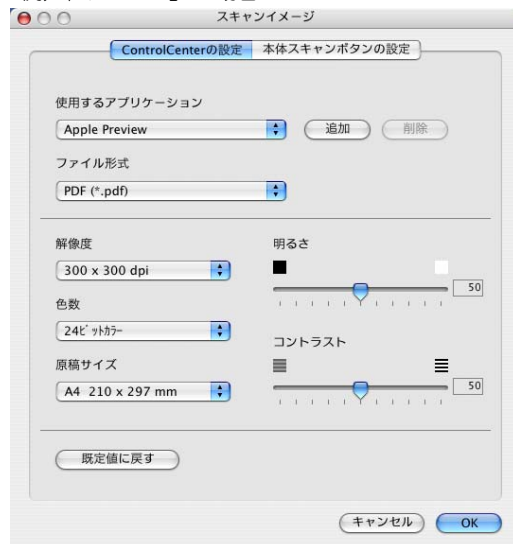 スキャンイメージ
ControlCenterの設定 本体スキャンボタンの設定
使用するアプリケーション
Apple Preview 追加 削除
ファイル形式
PDF (*.pdf)
解像度 明るさ
300 x 300 dpi
50
色数
24ﾋﾞｯﾄｶﾗｰ
コントラスト
原稿サイズ
A4 210 x 297 mm 50
既定値に戻す
キャンセル OK